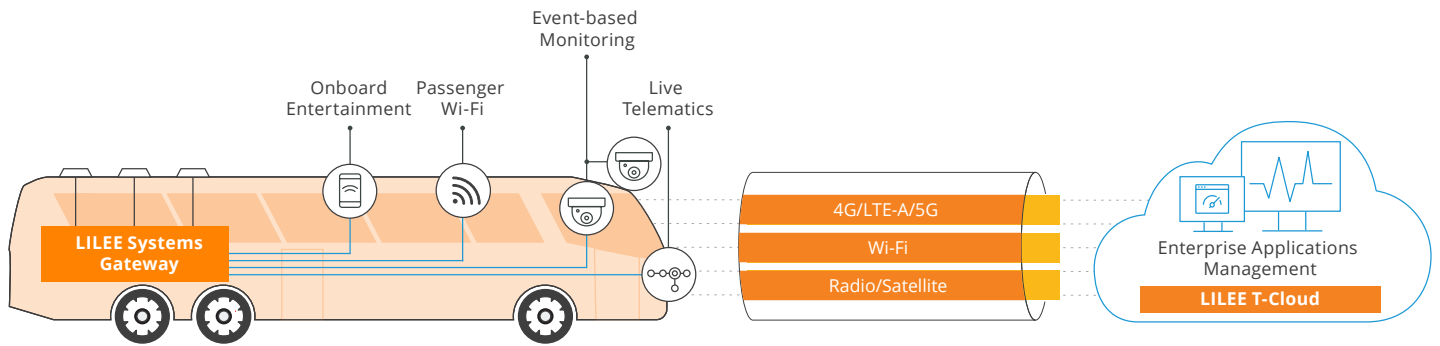 Event-based
Monitoring
Onboard
Entertainment
Passenger
Wi-Fi
Live
Telematics
LILEE Systems
Gateway
4G/LTE-A/5G
Wi-Fi
Radio/Satellite
Enterprise Applications
Management
LILEE T-Cloud